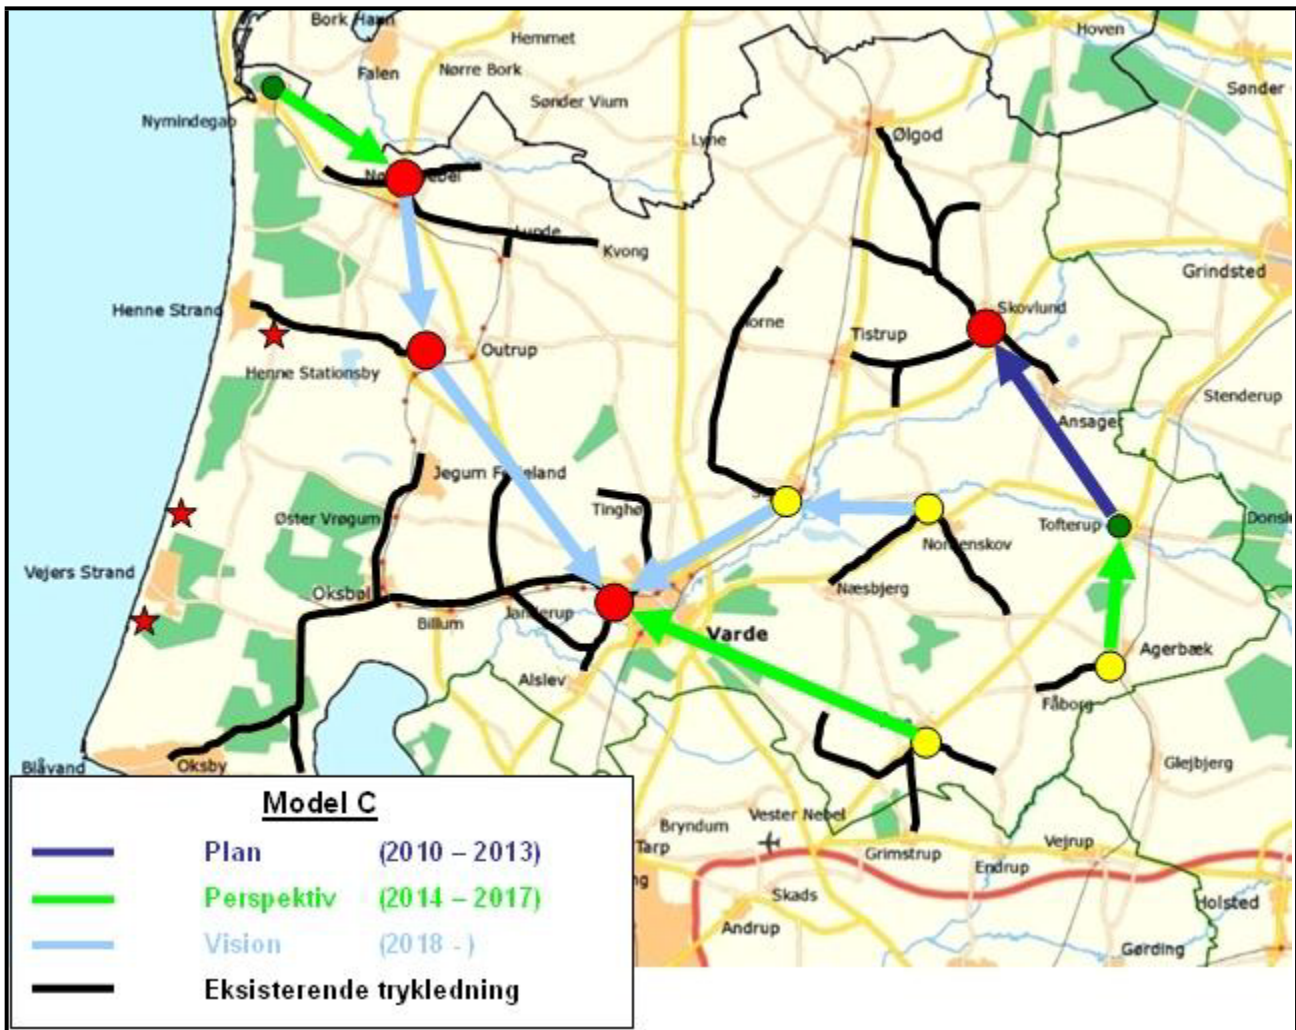 Bork Havn
Hemmet
Hoven
Falen
Nørre Bork
Sønder
Sønder Vium
Nymindegab
Lyne
Ølgod
Lunde
Kvong
Grindsted
Henne Strand
Skovlund
Tistrup
Outrup
Henne Stationsby
Stenderup
Ansager
Jegum
Øster Vrøgum
Tofterup
Vejers Strand
Næsbjerg
Oksbøl
Billum
Varde
Agerbæk
Alslev
Fåborg
Blåvand
Oksby
Glejbjerg
Model C
Plan (2010 – 2013)
Perspektiv (2014 – 2017)
Vision (2018 - )
Eksisterende trykledning
Bryndum
Vester Nebel
Tarp
Grimstrup
Vejrup
Endrup
Skads
Holsted
Andrup
Gørding